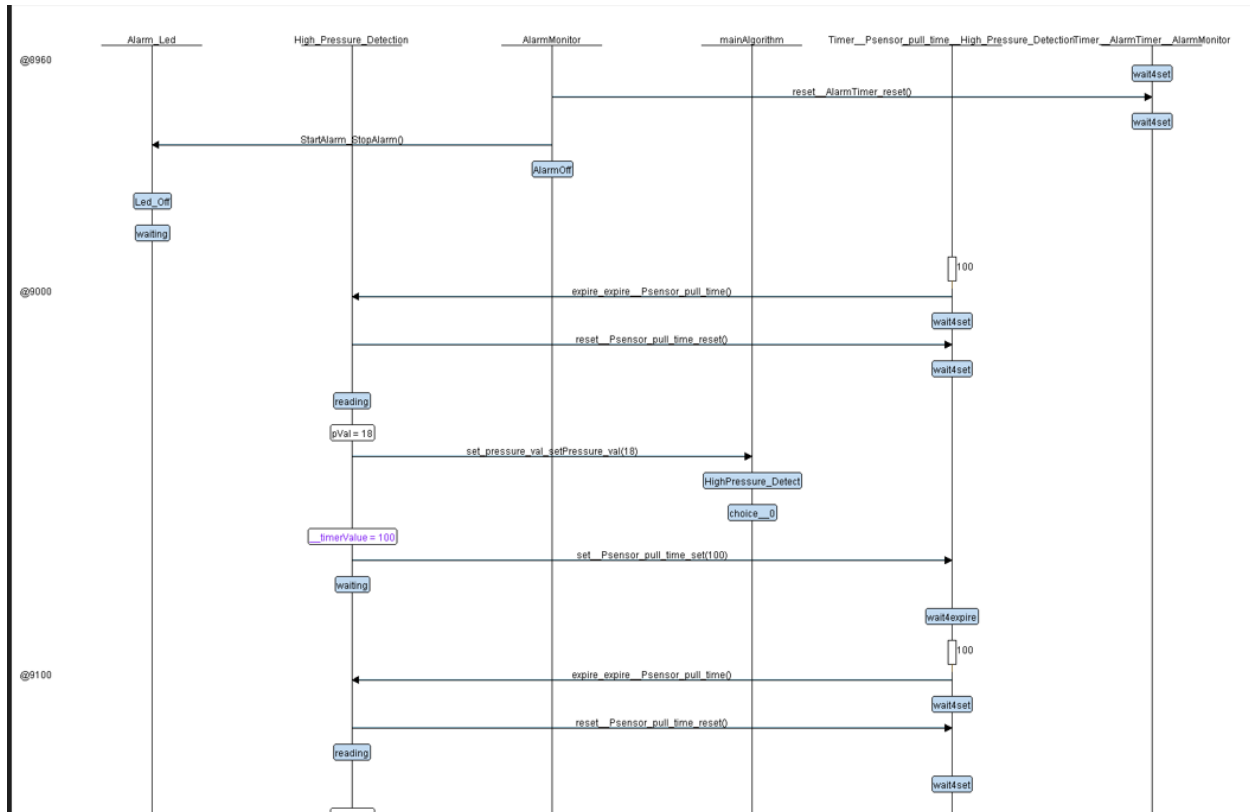 Alarm_Led High_Pressure_Detection AlarmMonitor mainAlgorithm Timer__Psensor_pull_time__High_Pressure_DetectionTimer__AlarmTimer__AlarmMonitor
@8960
wait4set
reset__AlarmTimer_reset()
wait4set
StartAlarm_StopAlarm()
AlarmOff
Led_Off
waiting
100
@9000
expire_expire__Psensor_pull_time()
wait4set
reset__Psensor_pull_time_reset()
wait4set
reading
pVal = 18
set_pressure_val_setPressure_val(18)
HighPressure_Detect
choice__0
__timerValue = 100
set__Psensor_pull_time_set(100)
waiting
wait4expire
100
@9100
expire_expire__Psensor_pull_time()
wait4set
reset__Psensor_pull_time_reset()
reading
wait4set